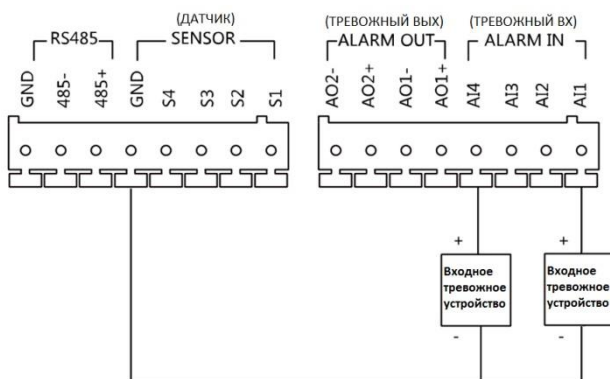 (ДАТЧИК)
RS485 SENSOR
GND 485- 485+ GND S4 S3 S2 S1
(ТРЕВОЖНЫЙ ВЫХ) (ТРЕВОЖНЫЙ ВХ)
ALARM OUT ALARM IN
AO2- AO2+ AO1- AO1+ AI4 AI3 AI2 AI1
+ +
Входное Входное
тревожное тревожное
устройство устройство
- -